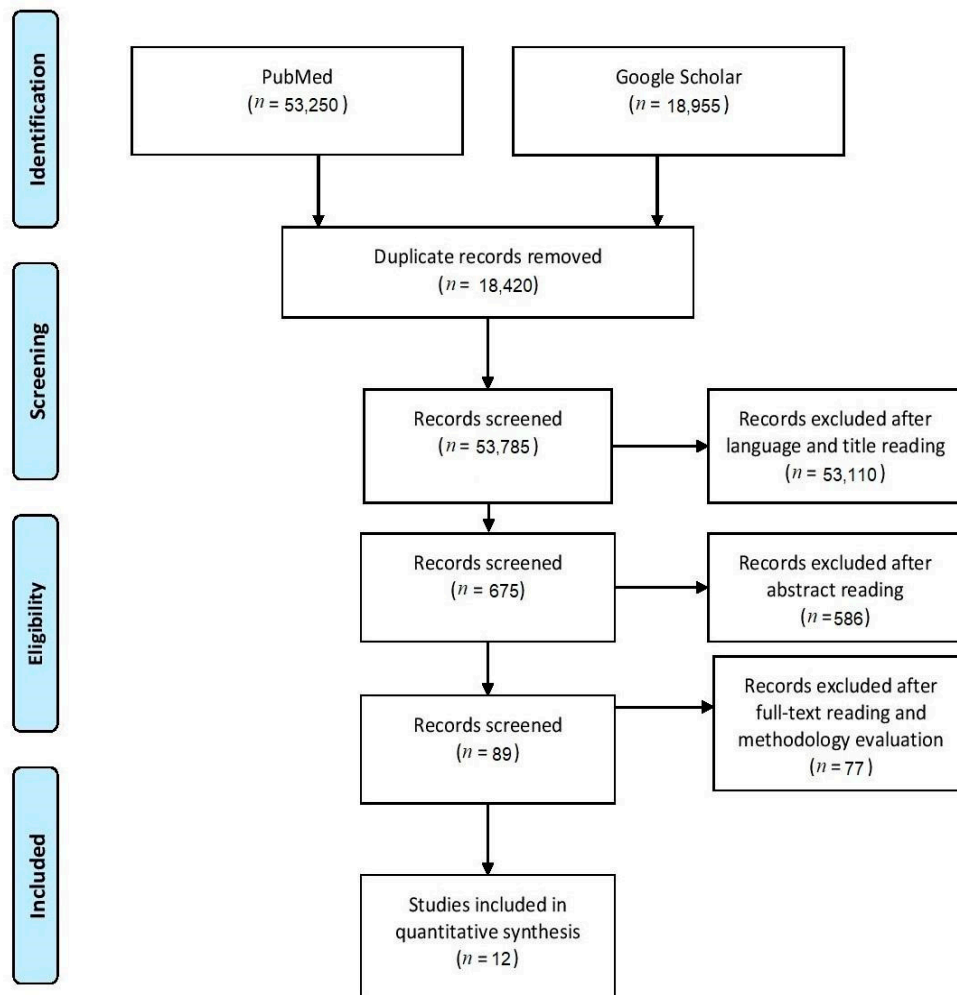 Identification
PubMed
(n = 53,250)
Google Scholar
(n = 18,955)
Duplicate records removed
(n = 18,420)
Screening
Records screened
(n = 53,785)
Records excluded after
language and title reading
(n = 53,110)
Eligibility
Records screened
(n = 675)
Records excluded after
abstract reading
(n =586)
Records screened
(n = 89)
Records excluded after
full-text reading and
methodology evaluation
(n = 77)
Included
Studies included in
quantitative synthesis
(n = 12)